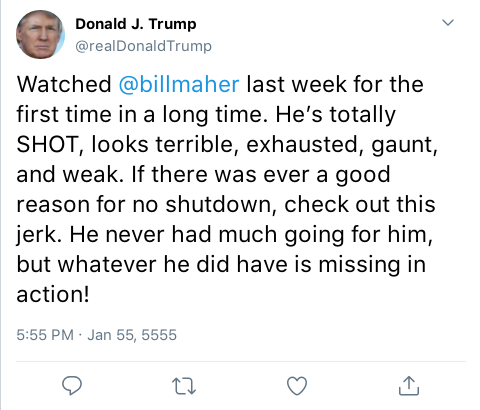 Donald J. Trump
@realDonaldTrump
Watched @billmaher last week for the
first time in a long time. He’s totally
SHOT, looks terrible, exhausted, gaunt,
and weak. If there was ever a good
reason for no shutdown, check out this
jerk. He never had much going for him,
but whatever he did have is missing in
action!
5:55 PM · Jan 55, 5555